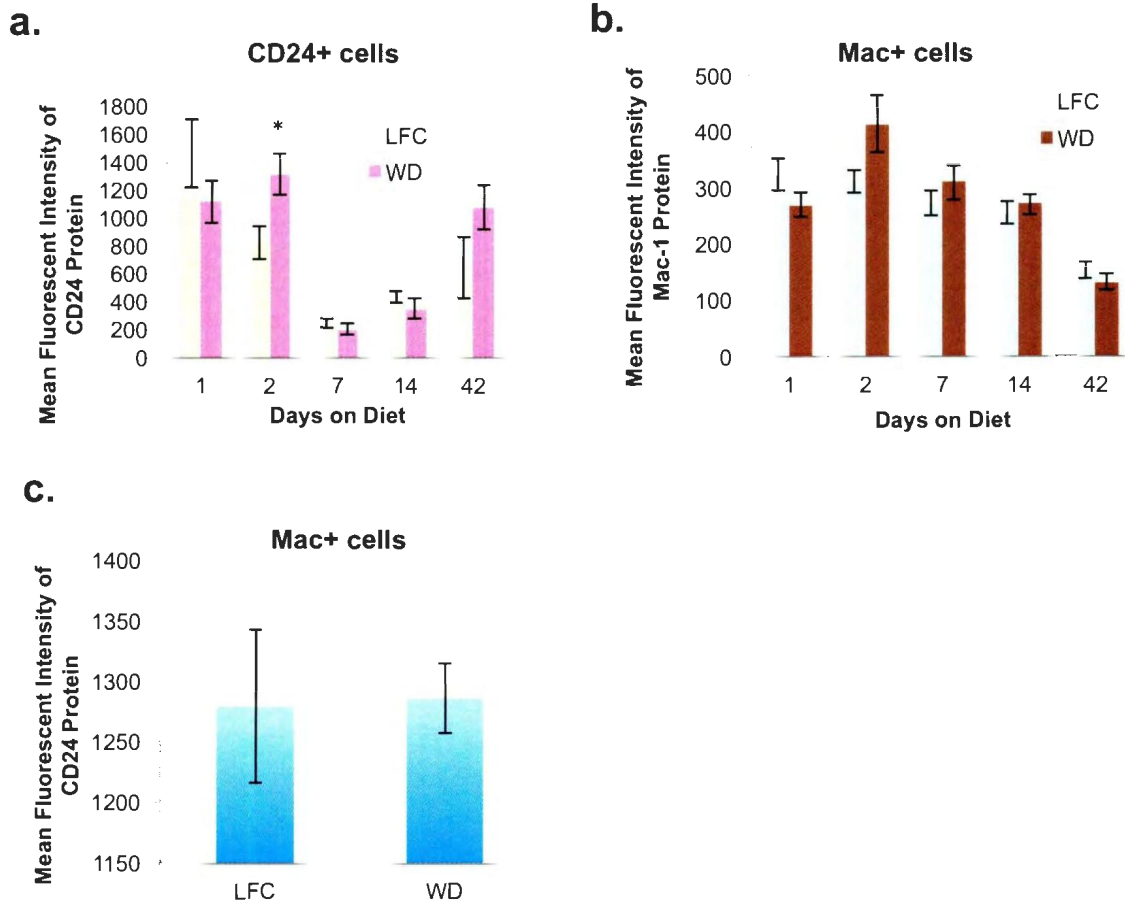 a.
CD24+ cells
Mean Fluorescent Intensity of
CD24 Protein
1800
1600
1400
1200
1000
800
600
400
200
0
*
LFC
WD
1 2 7 14 42
Days on Diet
b.
Mac+ cells
Mean Fluorescent Intensity of
Mac-1 Protein
500
400
300
200
100
0
LFC
WD
1 2 7 14 42
Days on Diet
c.
Mac+ cells
Mean Fluorescent Intensity of
CD24 Protein
1400
1350
1300
1250
1200
1150
LFC WD